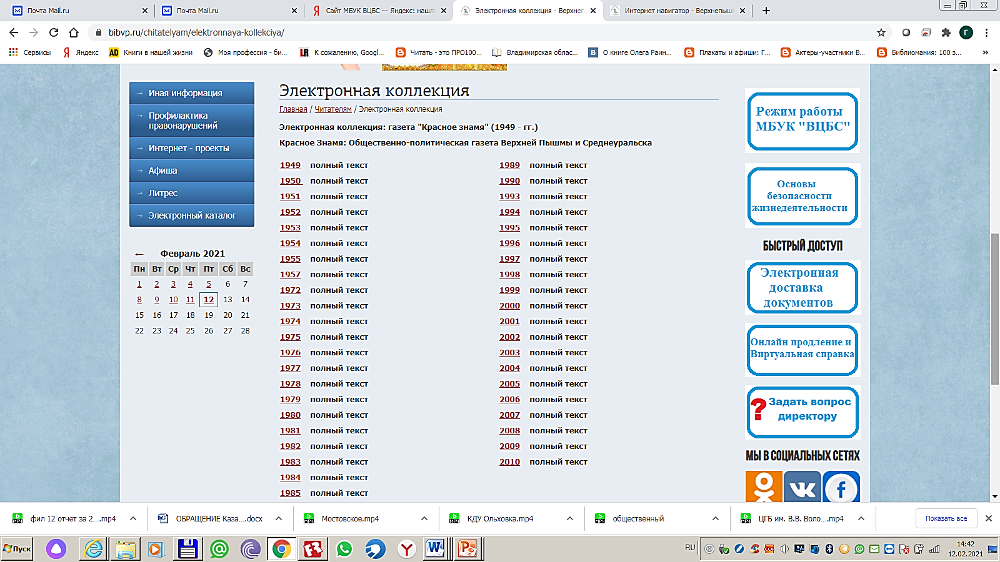 Почта Mail.ru
Почта Mail.ru
Сайт МБУК ВЦБС — Яндекс: нашл
Электронная коллекция - Верхнеп
Интернет навигатор - Верхнепыш
bibvp.ru/chitatelyam/elektronnaya-kollekciya/
Г
Сервисы
Яндекс
Книги в нашей жизни
Моя профессия - би...
К сожалению, Googl...
Читать - это ПРО100...
Владимирская облас...
О книге Олега Раин...
Плакаты и афиши: Г...
Актеры-участники В...
Библиомания: 100 з...
»
Иная информация
Профилактика
правонарушений
Интернет - проекты
Афиша
Литрес
Электронный каталог
← Февраль 2021
Пн Вт Ср Чт Пт Сб Вс
1 2 3 4 5 6 7
8 9 10 11 12 13 14
15 16 17 18 19 20 21
22 23 24 25 26 27 28
Электронная коллекция
Главная / Читателям / Электронная коллекция
Электронная коллекция: газета "Красное знамя" (1949 - гг.)
Красное Знамя: Общественно-политическая газета Верхней Пышмы и Среднеуральска
1949 полный текст
1950 полный текст
1951 полный текст
1952 полный текст
1953 полный текст
1954 полный текст
1955 полный текст
1957 полный текст
1972 полный текст
1973 полный текст
1974 полный текст
1975 полный текст
1976 полный текст
1977 полный текст
1978 полный текст
1979 полный текст
1980 полный текст
1981 полный текст
1982 полный текст
1983 полный текст
1984 полный текст
1985 полный текст
1989 полный текст
1990 полный текст
1993 полный текст
1994 полный текст
1995 полный текст
1996 полный текст
1997 полный текст
1998 полный текст
1999 полный текст
2000 полный текст
2001 полный текст
2002 полный текст
2003 полный текст
2004 полный текст
2005 полный текст
2006 полный текст
2007 полный текст
2008 полный текст
2009 полный текст
2010 полный текст
Режим работы
МБУК "ВЦБС"
Основы
безопасности
жизнедеятельности
БЫСТРЫЙ ДОСТУП
Электронная
доставка
документов
Онлайн продление и
Виртуальная справка
? Задать вопрос
директору
МЫ В СОЦИАЛЬНЫХ СЕТЯХ
фил 12 отчет за 2....mp4
ОБРАЩЕНИЕ Каза....docx
Мостовское.mp4
КДУ Ольховка.mp4
общественный
ЦГБ им. В.В. Воло....mp4
Показать все
Пуск
RU
14:42
12.02.2021